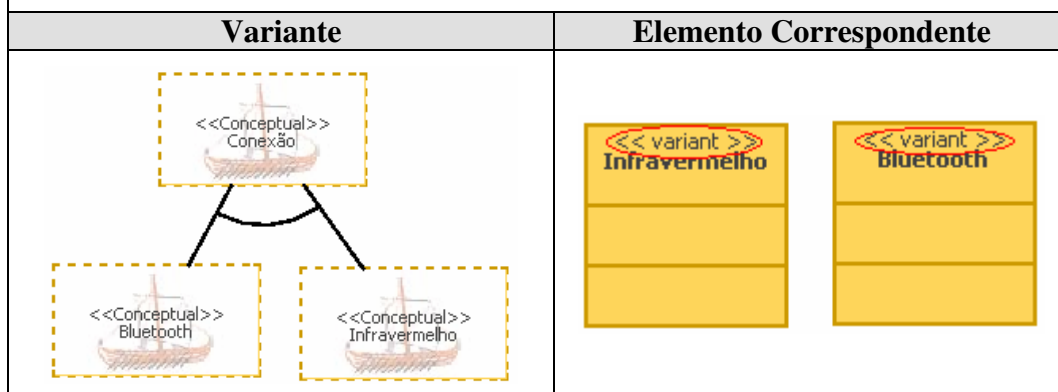 Variante
Elemento Correspondente
<<Conceptual>>
Conexão
<<Conceptual>>
Bluetooth
<<Conceptual>>
Infravermelho
<< variant >>
Infravermelho
<< variant >>
Bluetooth